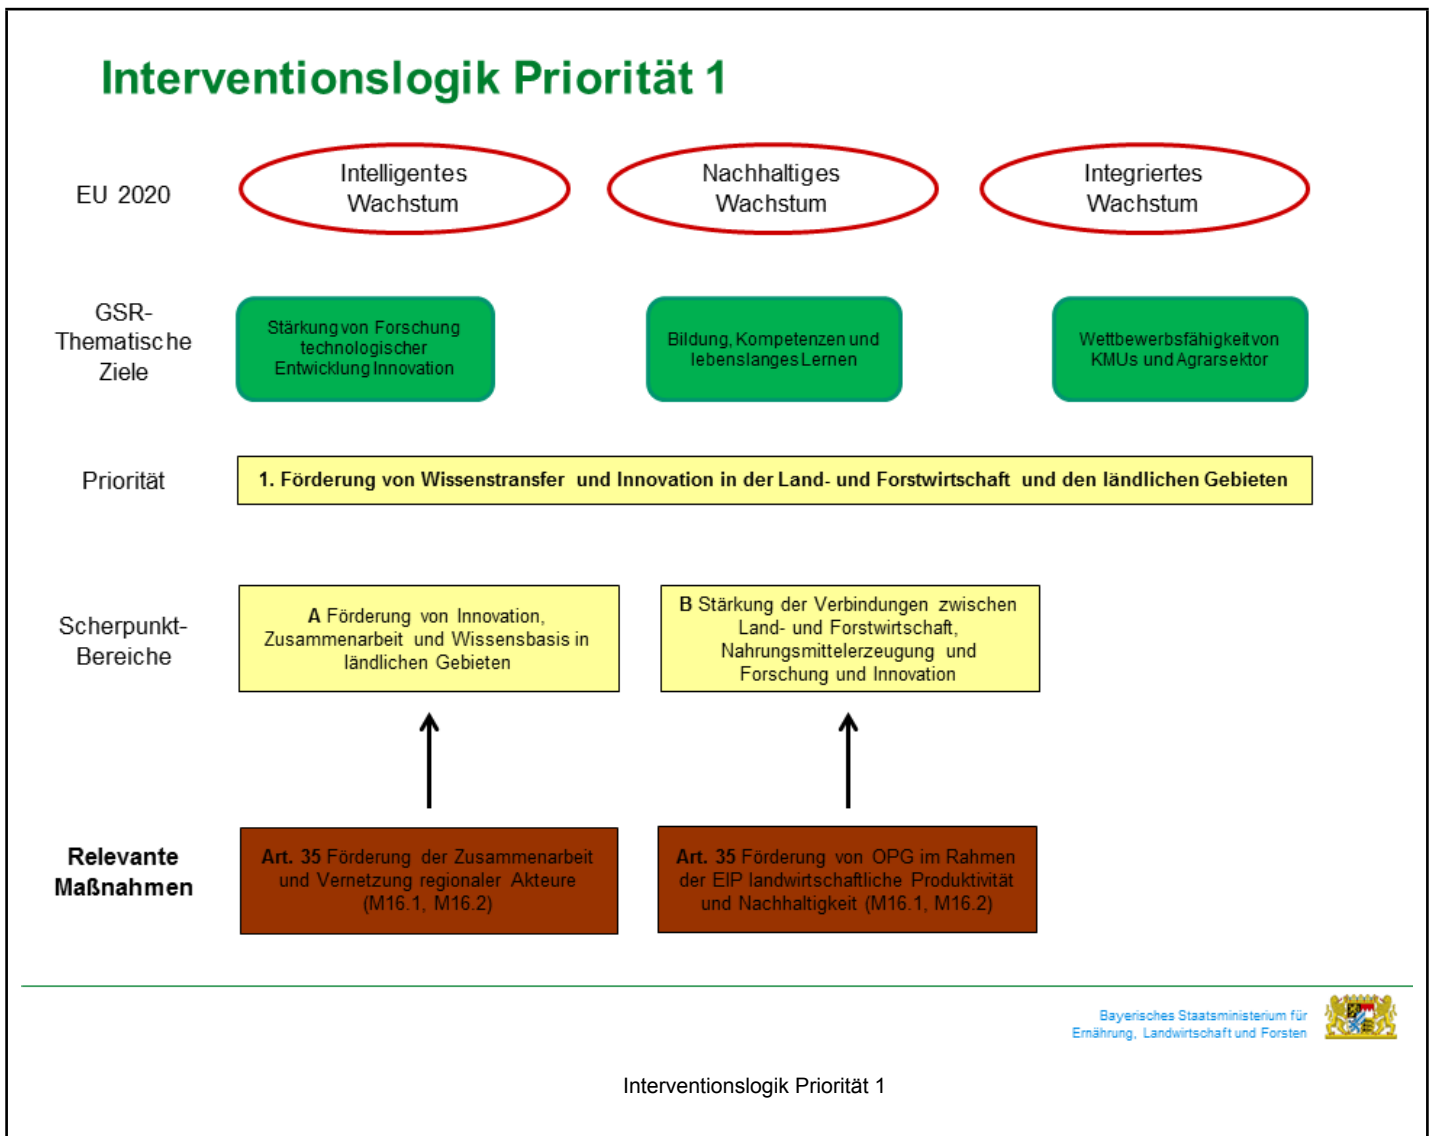 Interventionslogik Priorität 1
EU 2020
Intelligentes
Wachstum
Nachhaltiges
Wachstum
Integriertes
Wachstum
GSR-
Thematische
Ziele
Stärkung von Forschung
technologischer
Entwicklung Innovation
Bildung, Kompetenzen und
lebenslanges Lernen
Wettbewerbsfähigkeit von
KMUs und Agrarsektor
Priorität
1. Förderung von Wissenstransfer und Innovation in der Land- und Forstwirtschaft und den ländlichen Gebieten
Scherpunkt-
Bereiche
A Förderung von Innovation,
Zusammenarbeit und Wissensbasis in
ländlichen Gebieten
B Stärkung der Verbindungen zwischen
Land- und Forstwirtschaft,
Nahrungsmittelerzeugung und
Forschung und Innovation
Relevante
Maßnahmen
Art. 35 Förderung der Zusammenarbeit
und Vernetzung regionaler Akteure
(M16.1, M16.2)
Art. 35 Förderung von OPG im Rahmen
der EIP landwirtschaftliche Produktivität
und Nachhaltigkeit (M16.1, M16.2)
Bayerisches Staatsministerium für
Ernährung, Landwirtschaft und Forsten
Interventionslogik Priorität 1